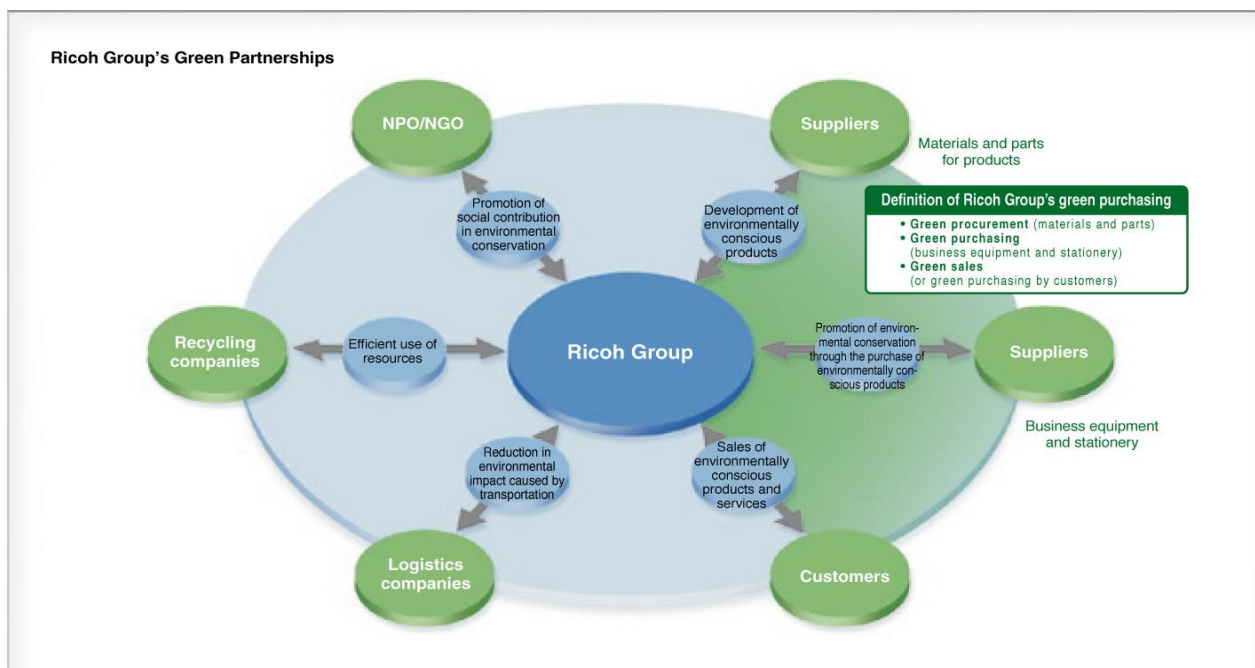 Ricoh Group's Green Partnerships
NPO/NGO
Suppliers
Materials and parts
for products
Promotion of
social contribution
in environmental
conservation
Development of
environmentally
conscious
products
Definition of Ricoh Group's green purchasing
• Green procurement (materials and parts)
• Green purchasing
(business equipment and stationery)
• Green sales
(or green purchasing by customers)
Recycling
companies
Efficient use of
resources
Ricoh Group
Promotion of environ-
mental conservation
through the purchase of
environmentally con-
scious products
Suppliers
Business equipment
and stationery
Reduction in
environmental
impact caused by
transportation
Sales of
environmentally
conscious
products and
services
Logistics
companies
Customers